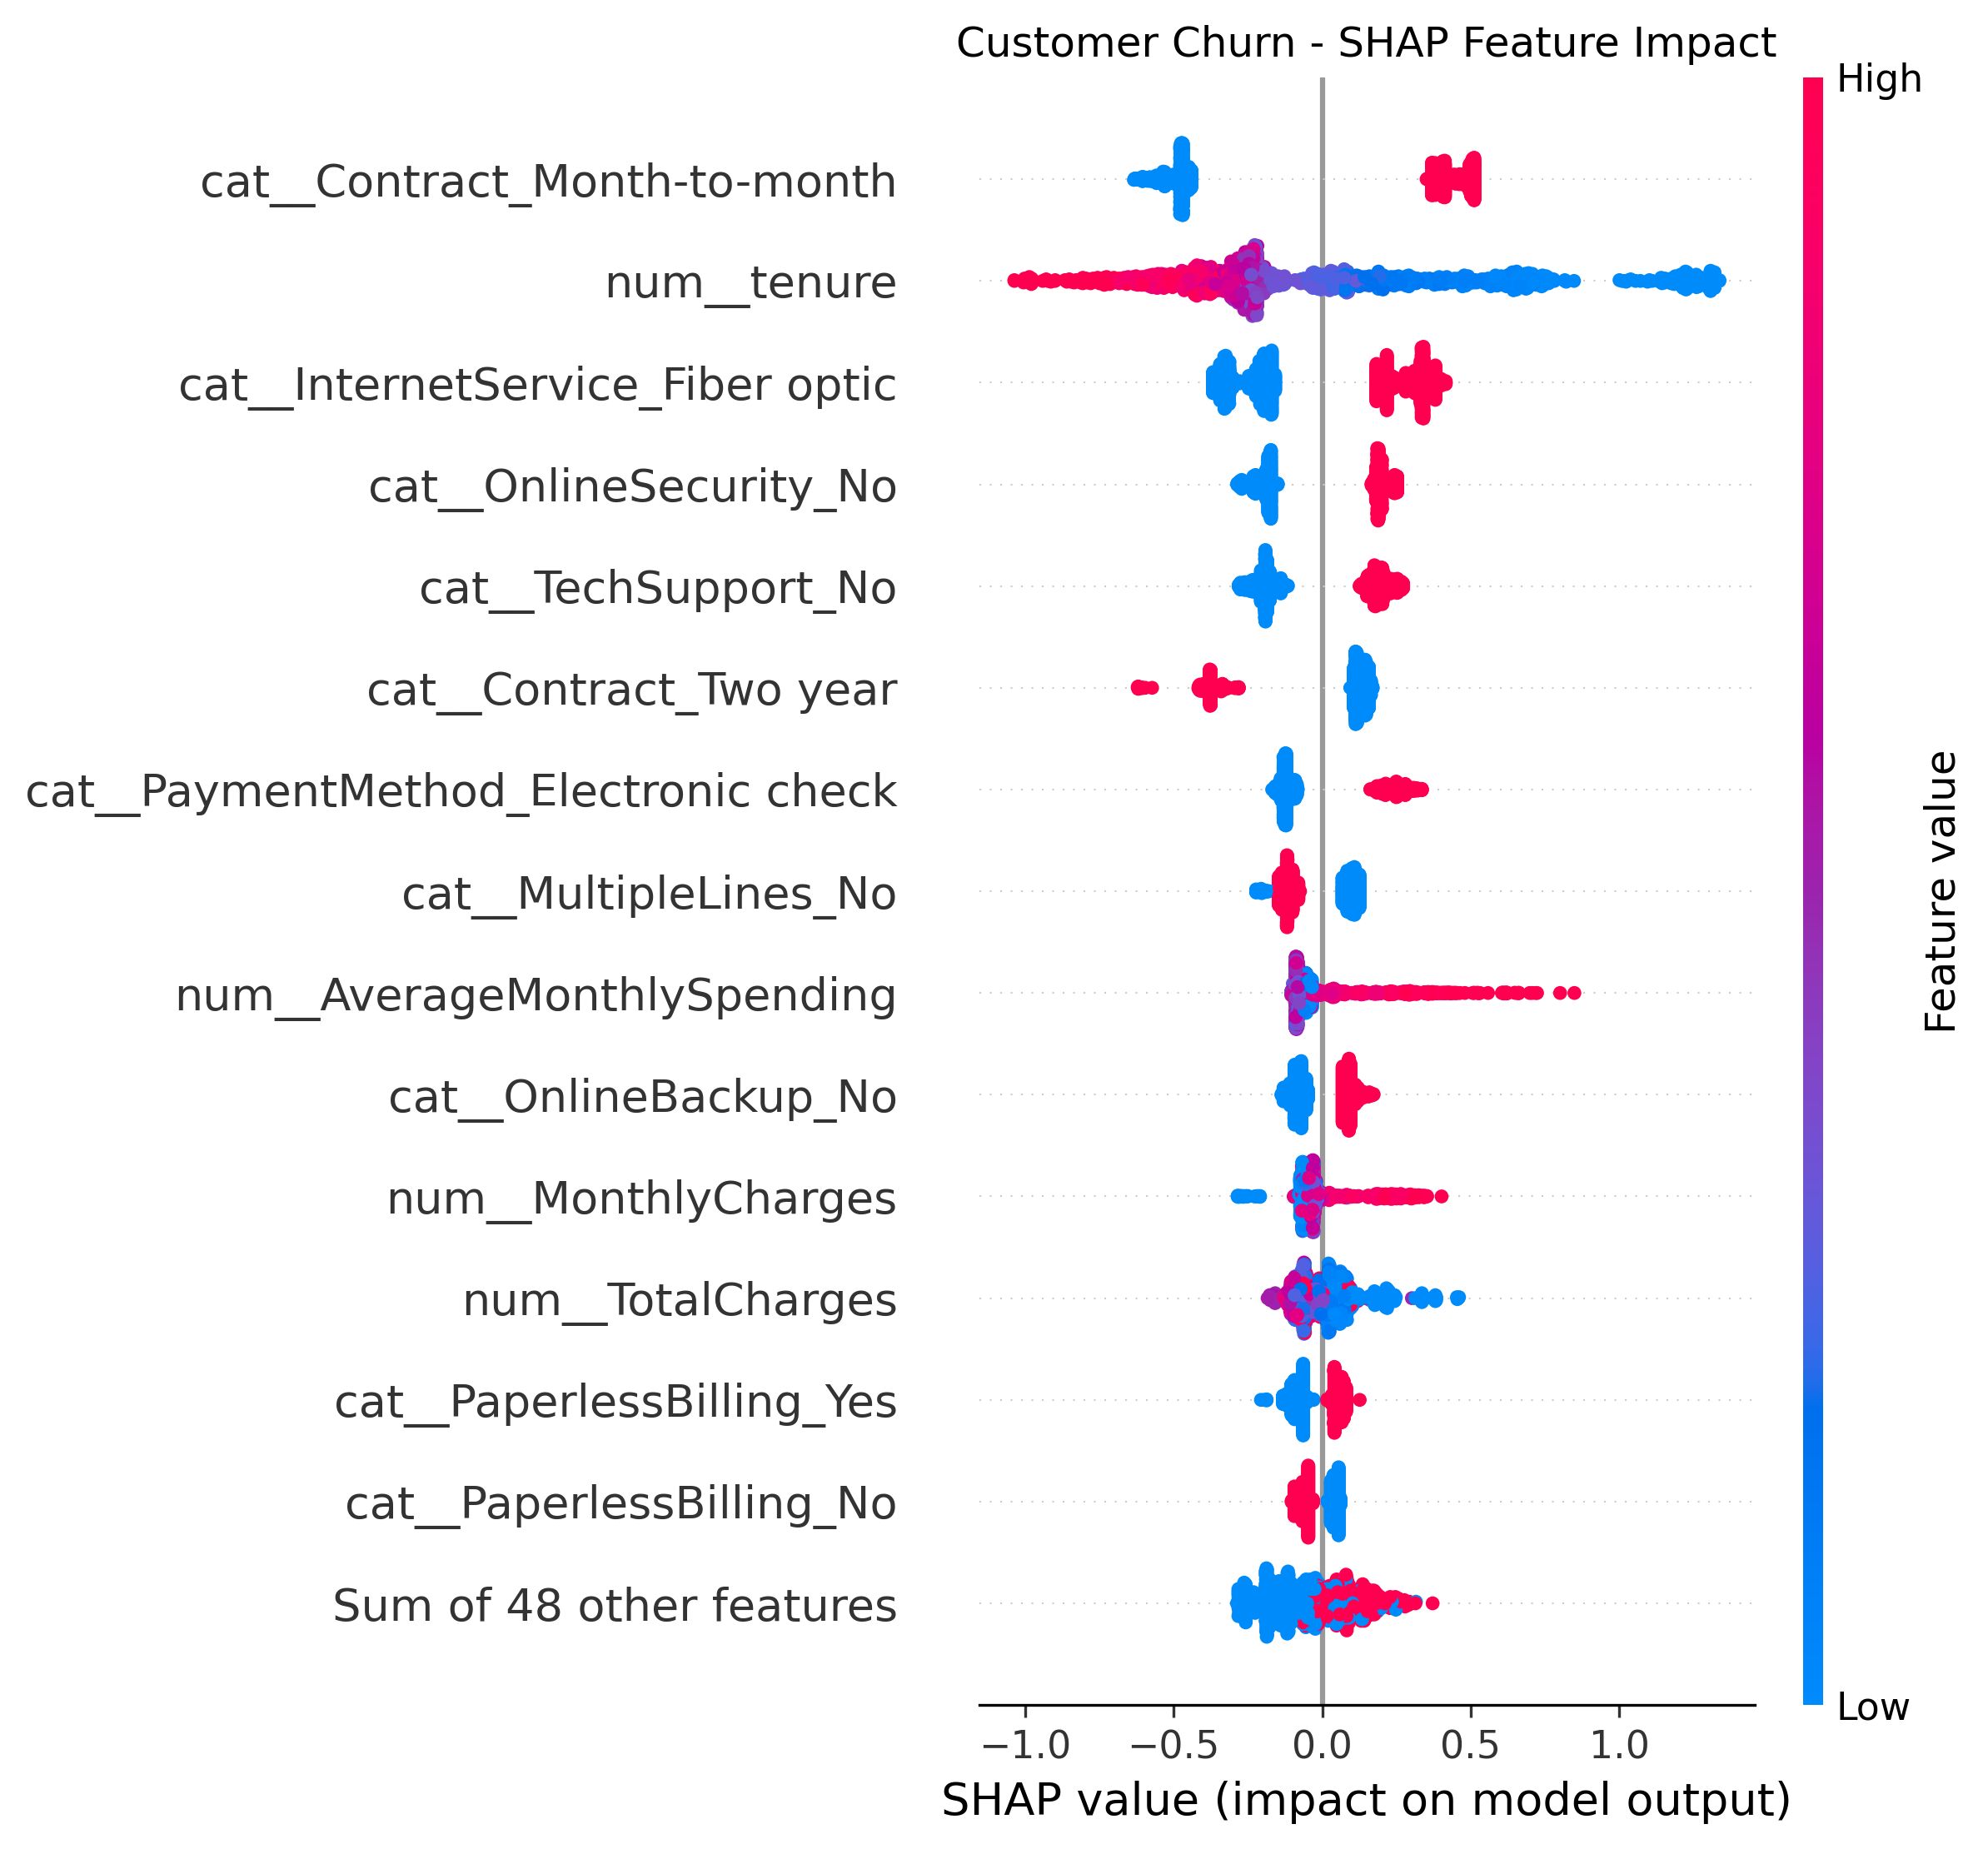 Customer Churn - SHAP Feature Impact
High
cat__Contract_Month-to-month
num__tenure
cat__InternetService_Fiber optic
cat__OnlineSecurity_No
cat__TechSupport_No
cat__Contract_Two year
cat__PaymentMethod_Electronic check
cat__MultipleLines_No
num__AverageMonthlySpending
cat__OnlineBackup_No
num__MonthlyCharges
num__TotalCharges
cat__PaperlessBilling_Yes
cat__PaperlessBilling_No
Sum of 48 other features
Feature value
Low
−1.0 −0.5 0.0 0.5 1.0
SHAP value (impact on model output)